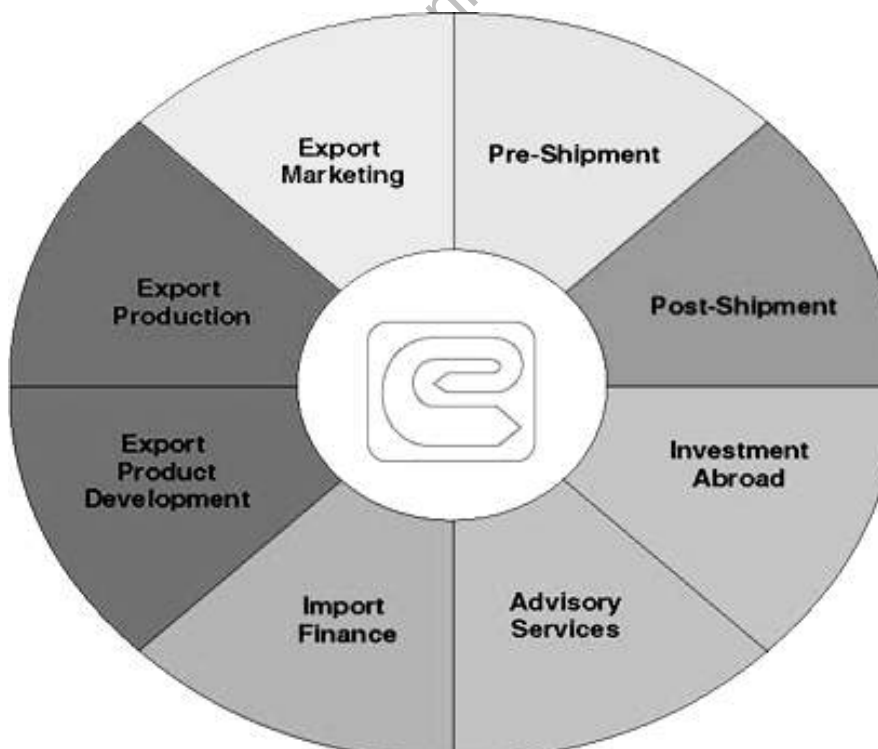 Export
Marketing
Pre-Shipment
Post-Shipment
Investment
Abroad
Advisory
Services
Import
Finance
Export
Product
Development
Export
Production